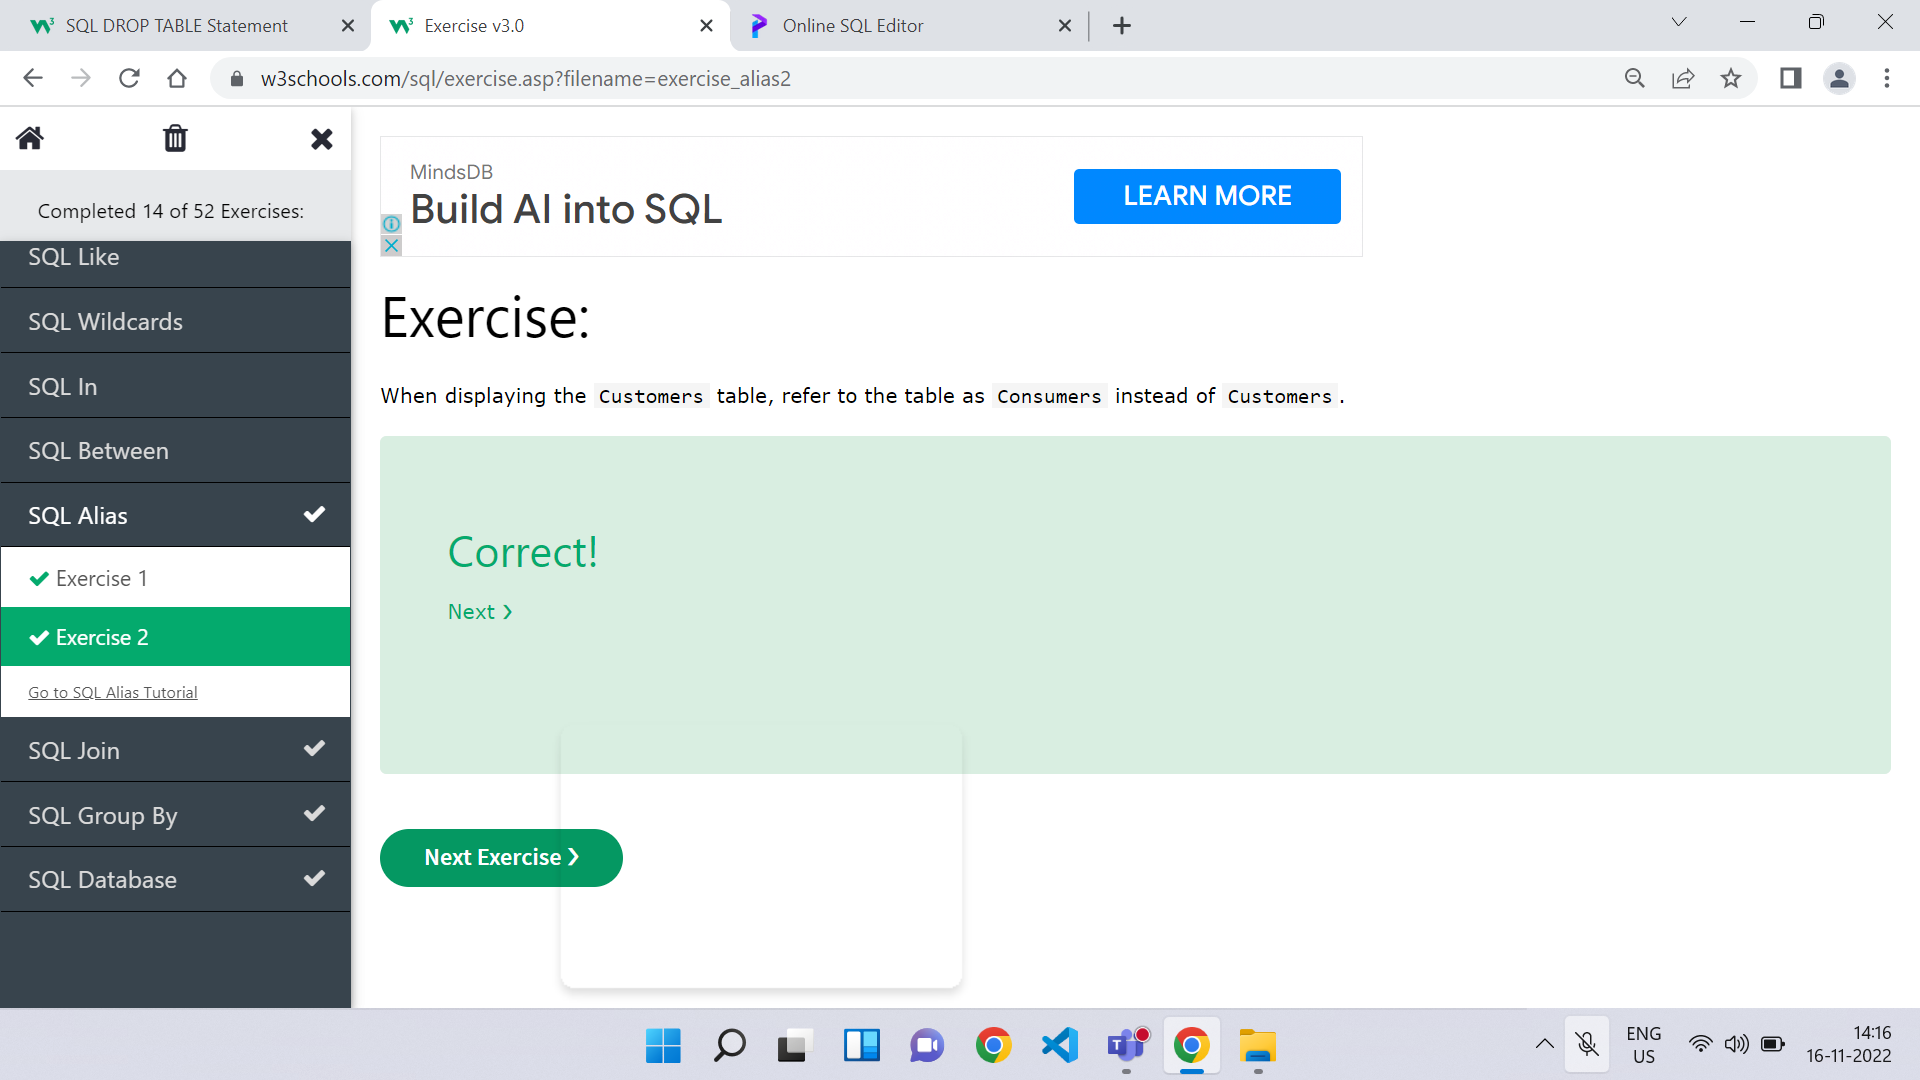 SQL DROP TABLE Statement
Exercise v3.0
Online SQL Editor
w3schools.com/sql/exercise.asp?filename=exercise_alias2
Completed 14 of 52 Exercises:
SQL Like
SQL Wildcards
SQL In
SQL Between
SQL Alias
Exercise 1
Exercise 2
Go to SQL Alias Tutorial
SQL Join
SQL Group By
SQL Database
MindsDB
Build AI into SQL
LEARN MORE
Exercise:
When displaying the Customers table, refer to the table as Consumers instead of Customers.
Correct!
Next ❯
Next Exercise ❯
ENG
US
14:16
16-11-2022